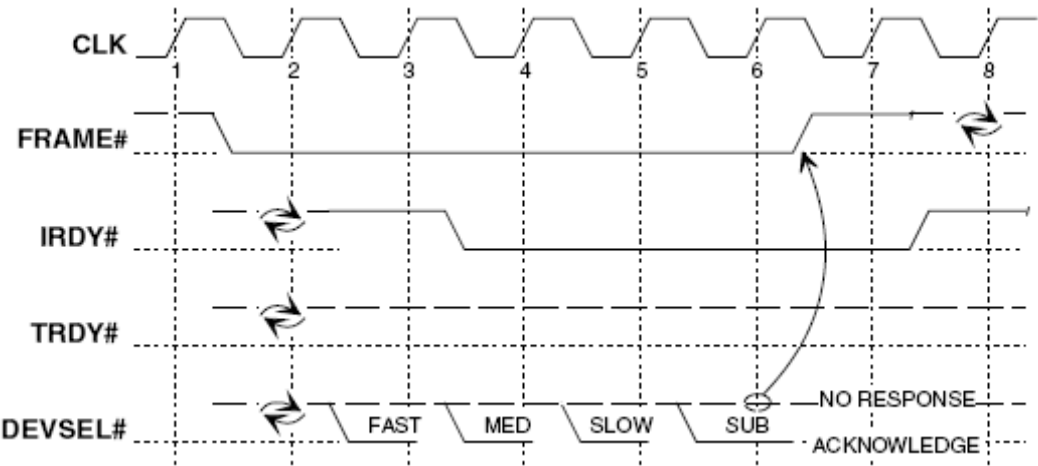 CLK
1 2 3 4 5 6 7 8
FRAME#
IRDY#
TRDY#
DEVSEL#
FAST MED SLOW SUB
NO RESPONSE
ACKNOWLEDGE